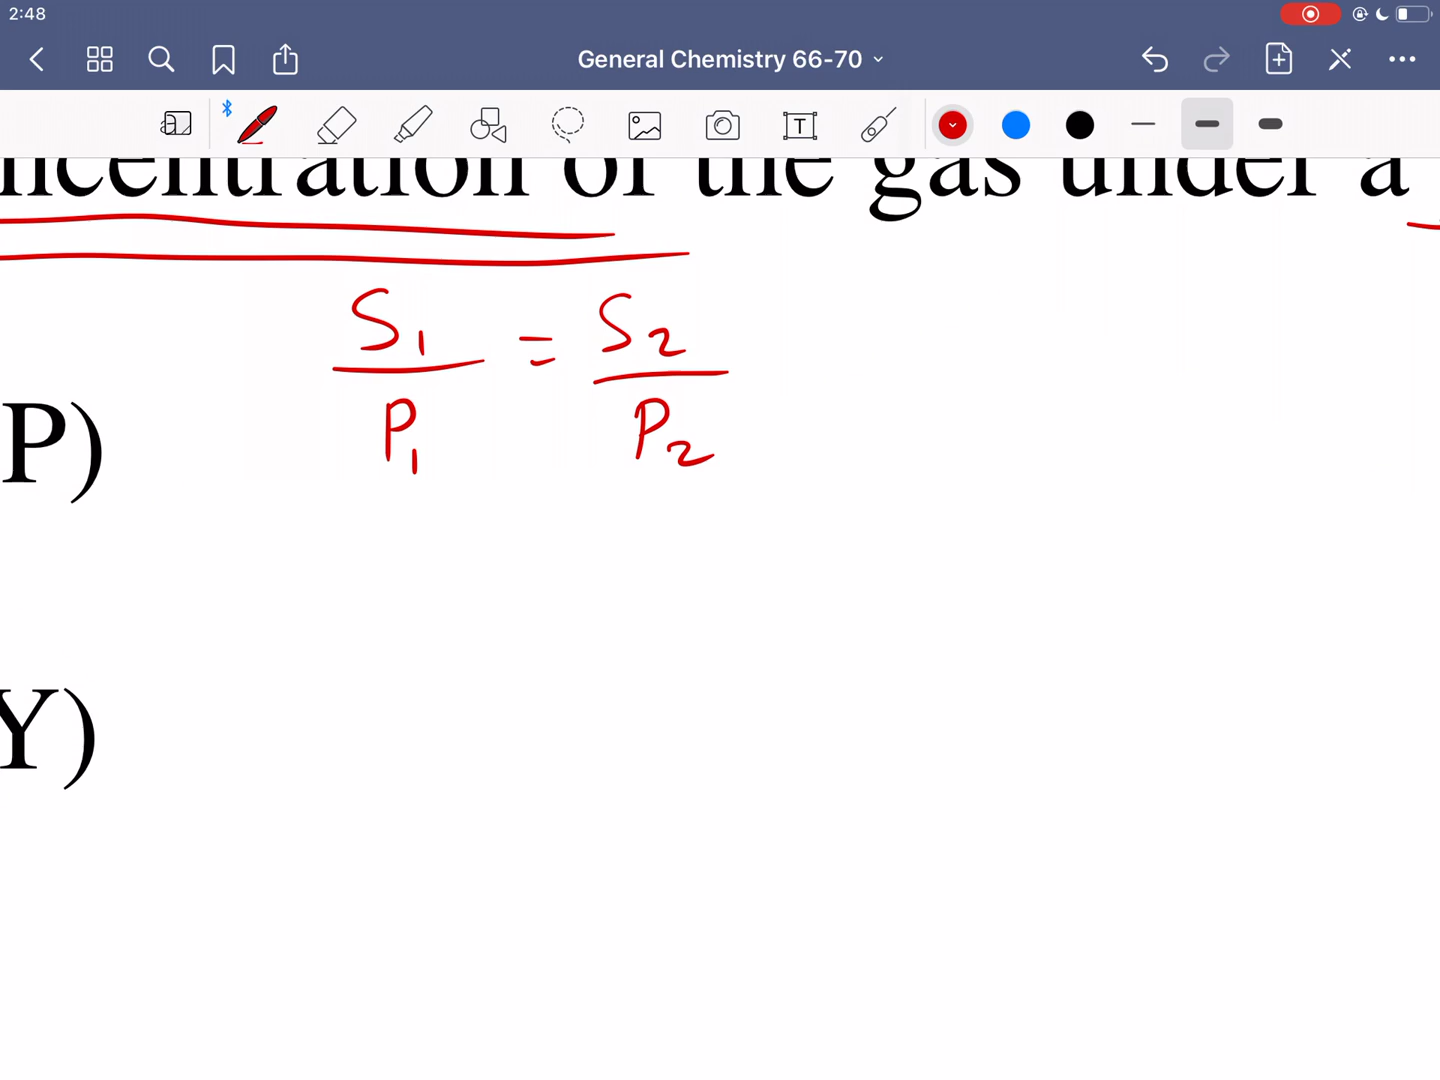 2:48
General Chemistry 66-70
T
ncentration of the gas under a
S₁ = S₂
P₁ P₂
P)
Y)